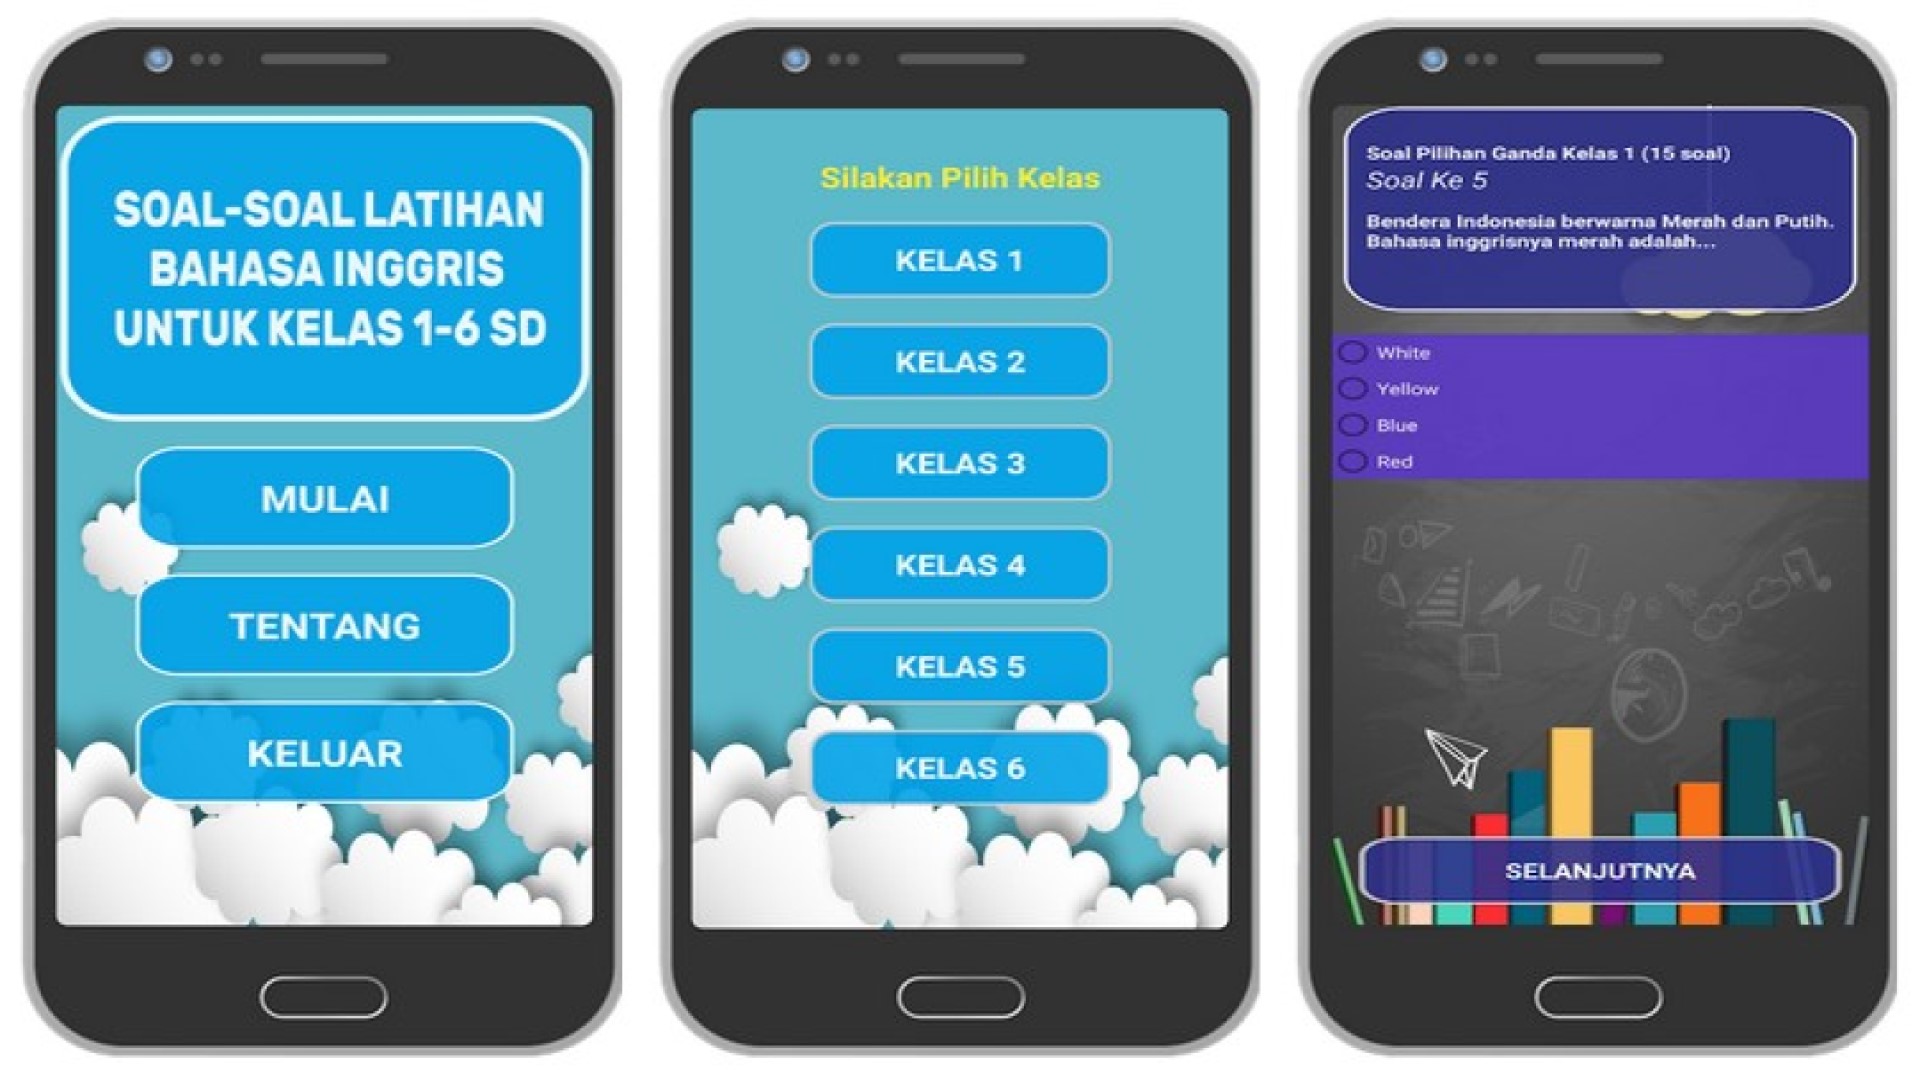 SOAL-SOAL LATIHAN
BAHASA INGGRIS
UNTUK KELAS 1-6 SD
MULAI
TENTANG
KELUAR
Silakan Pilih Kelas
KELAS 1
KELAS 2
KELAS 3
KELAS 4
KELAS 5
KELAS 6
Soal Pilihan Ganda Kelas 1 (15 soal)
Soal Ke 5
Bendera Indonesia berwarna Merah dan Putih.
Bahasa inggrisnya merah adalah...
White
Yellow
Blue
Red
SELANJUTNYA